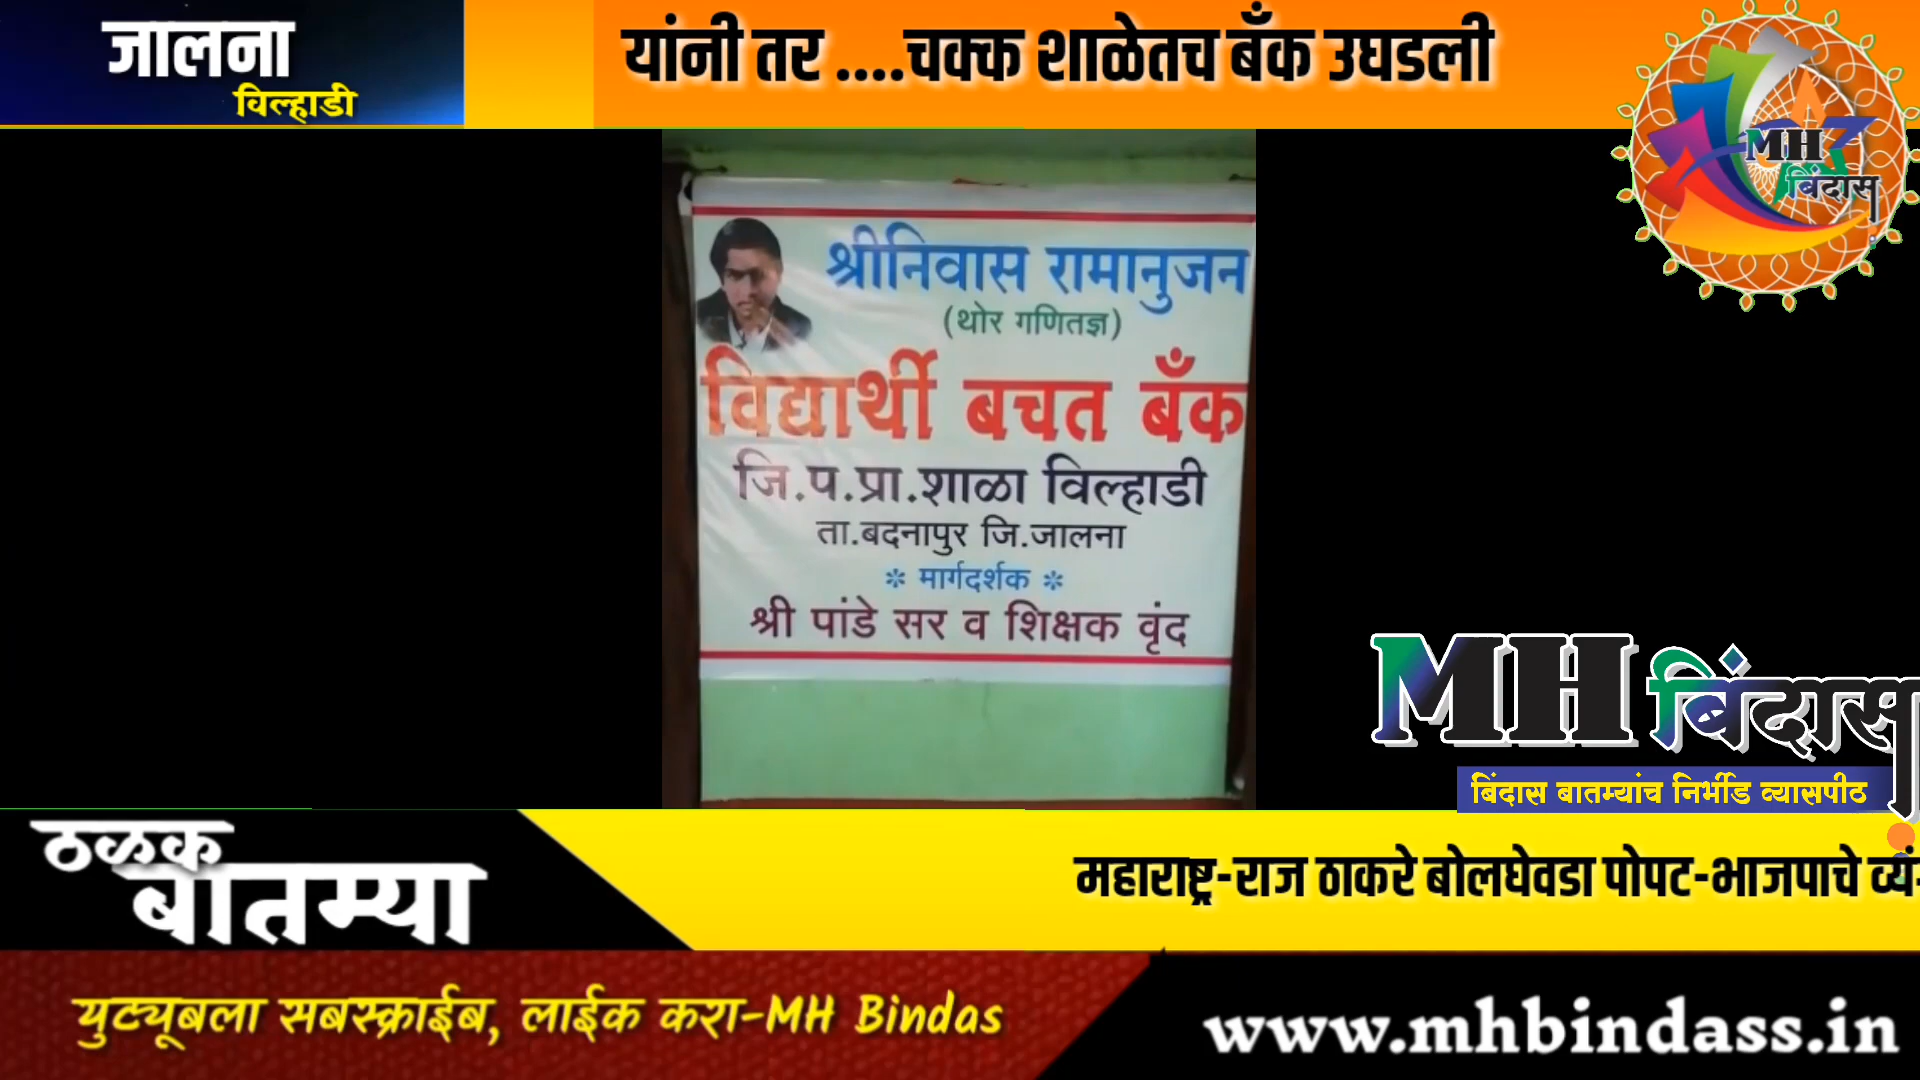 जालना
विल्हाडी
यांनी तर ....चक्क शाळेतच बँक उघडली
MH
बिंदास
श्रीनिवास रामानुजन
(थोर गणितज्ञ)
विद्यार्थी बचत बँक
जि.प.प्रा.शाळा विल्हाडी
ता.बदनापुर जि.जालना
* मार्गदर्शक *
श्री पांडे सर व शिक्षक वृंद
MH बिंदास
बिंदास बातम्यांच निर्भीड व्यासपीठ
ठळक
बातम्या
महाराष्ट्र-राज ठाकरे बोलघेवडा पोपट-भाजपाचे
युट्यूबला सबस्क्राईब, लाईक करा-MH Bindas
www.mhbindass.in